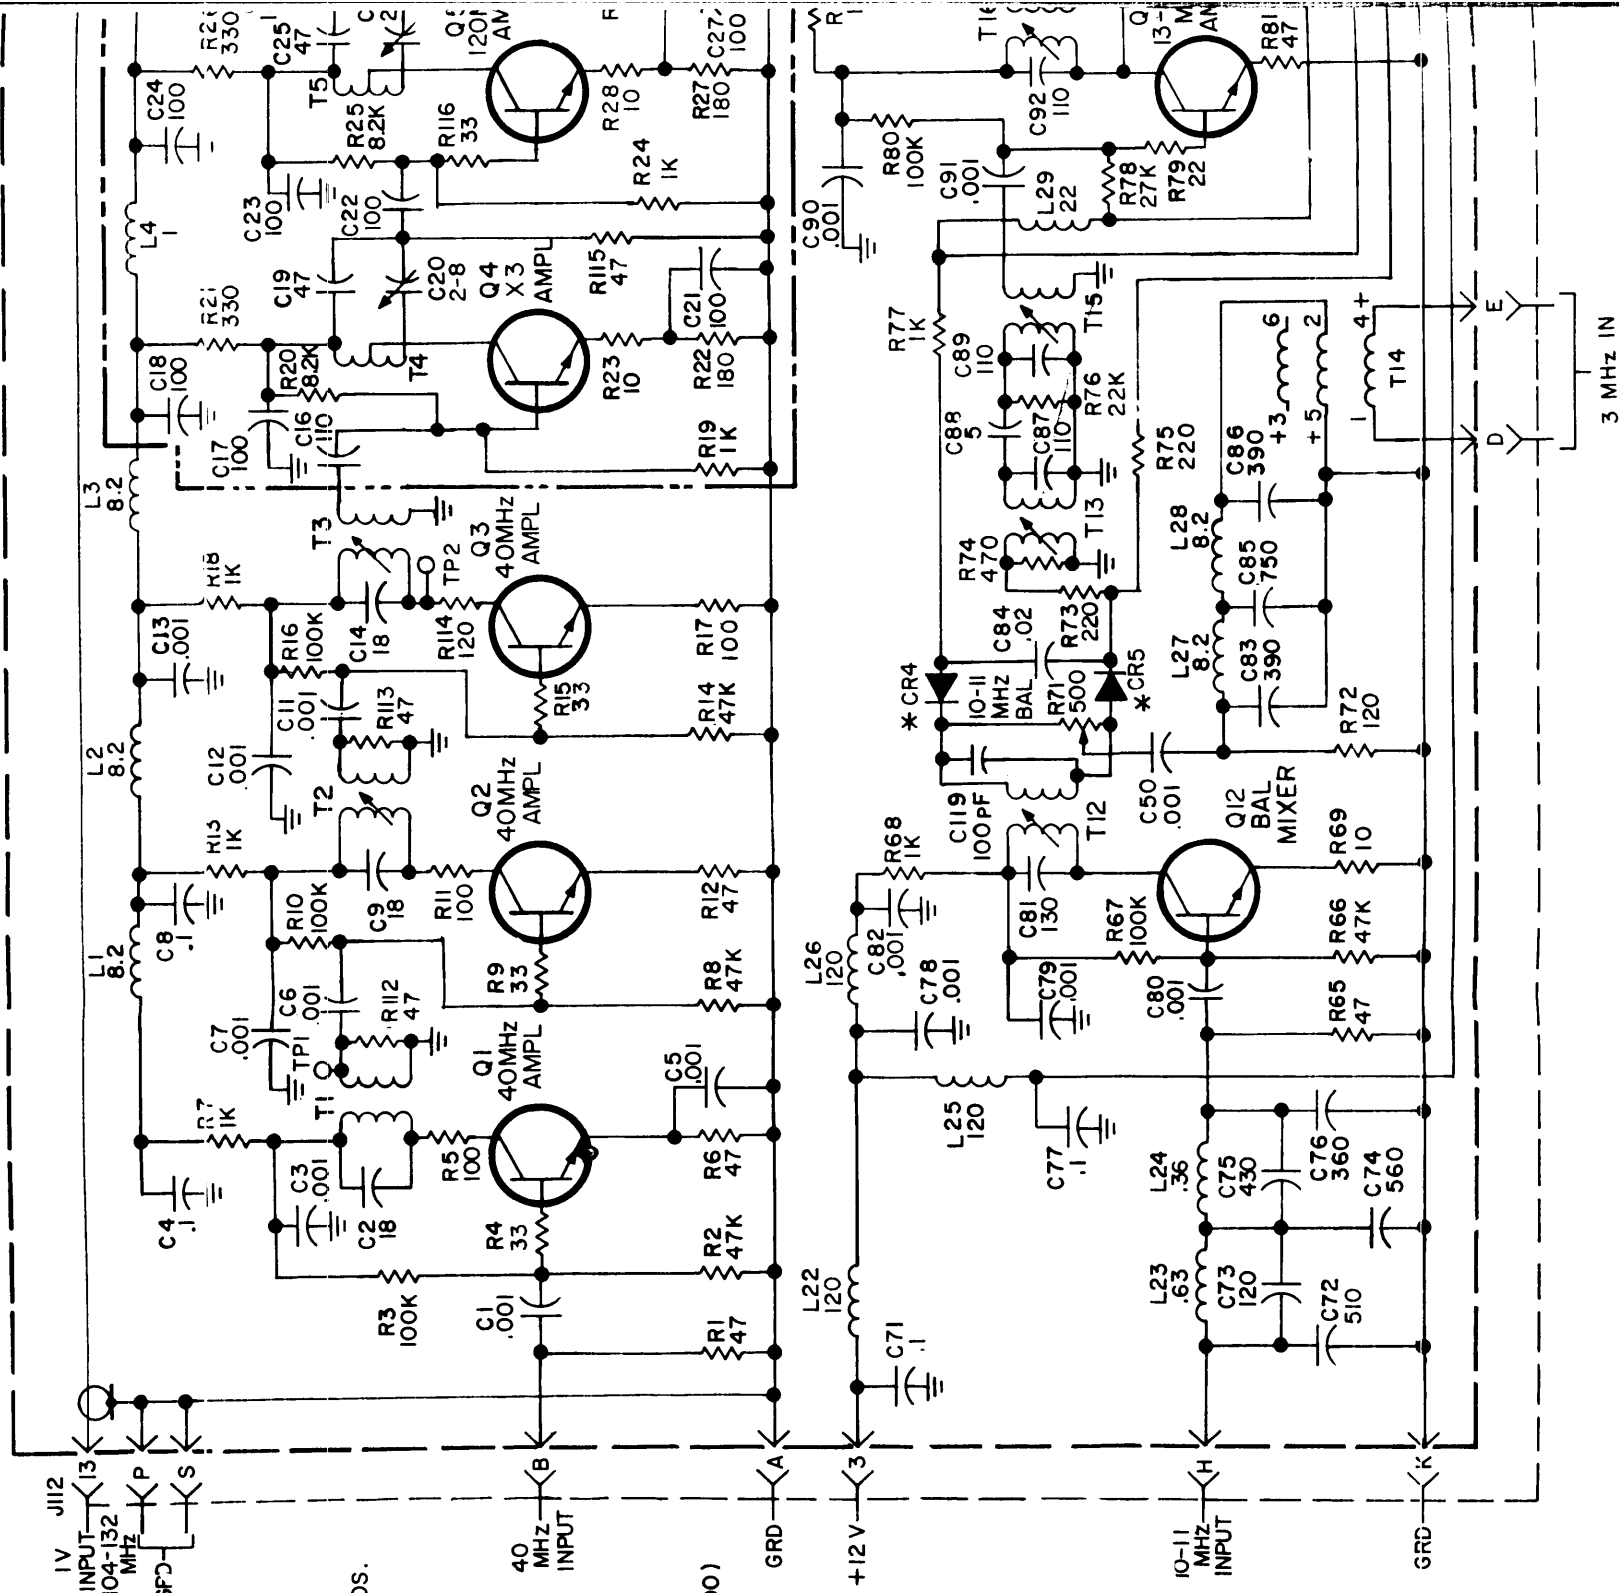 J112
1V
INPUT
104-132
MHz
13
P
S
40
MHz
INPUT
B
GRD
A
+12V
3
10-11
MHz
INPUT
H
GRD
K
OS.
C4
.1
R7
1K
C3
.001
C2
18
T1
TP1
R3
100K
C1
.001
R4
33
R5
100
Q1
40MHz
AMPL
R1
47
R2
47K
R6
47
C5
.001
L1
8.2
C8
.1
R13
1K
C7
.001
C6
.001
R112
47
R10
100K
C9
18
T2
R9
33
R11
100
Q2
40MHz
AMPL
R8
47K
R12
47
L2
8.2
C13
.001
R18
1K
C12
.001
C11
.001
R113
47
R16
100K
C14
18
T3
TP2
R114
120
R15
33
Q3
40MHz
AMPL
R14
47K
R17
100
L3
8.2
C18
100
R21
330
C17
100
C16
110
R20
8.2K
T4
C19
47
C20
2-8
Q4
X3
AMPL
R19
1K
R23
10
R22
180
C21
100
R115
47
L4
1
C24
100
C23
100
C22
100
R25
8.2K
R116
33
R24
1K
T5
C25
47
330
R28
10
R27
180
C27
100
C71
.1
L22
120
L25
120
C77
.1
L26
120
C78
.001
C82
.001
R68
1K
C79
.001
C81
130
T12
C119
100PF
R67
100K
C80
.001
Q12
BAL
MIXER
R65
47
R66
47K
R69
10
L23
.63
C73
120
C72
510
L24
.36
C75
430
C76
360
C74
560
*CR4
10-11
MHz
BAL
R71
500
*CR5
C84
.02
R73
220
R74
470
T13
C50
.001
R72
120
L27
8.2
C83
390
L28
8.2
C85
750
C86
390
R75
220
C88
5
C87
110
R76
22K
C89
110
T15
R77
1K
C90
.001
R80
100K
C91
.001
L29
22
R78
27K
R79
22
C92
110
R81
47
+3
6
+5
2
1
4+
T14
D
E
3 MHz IN